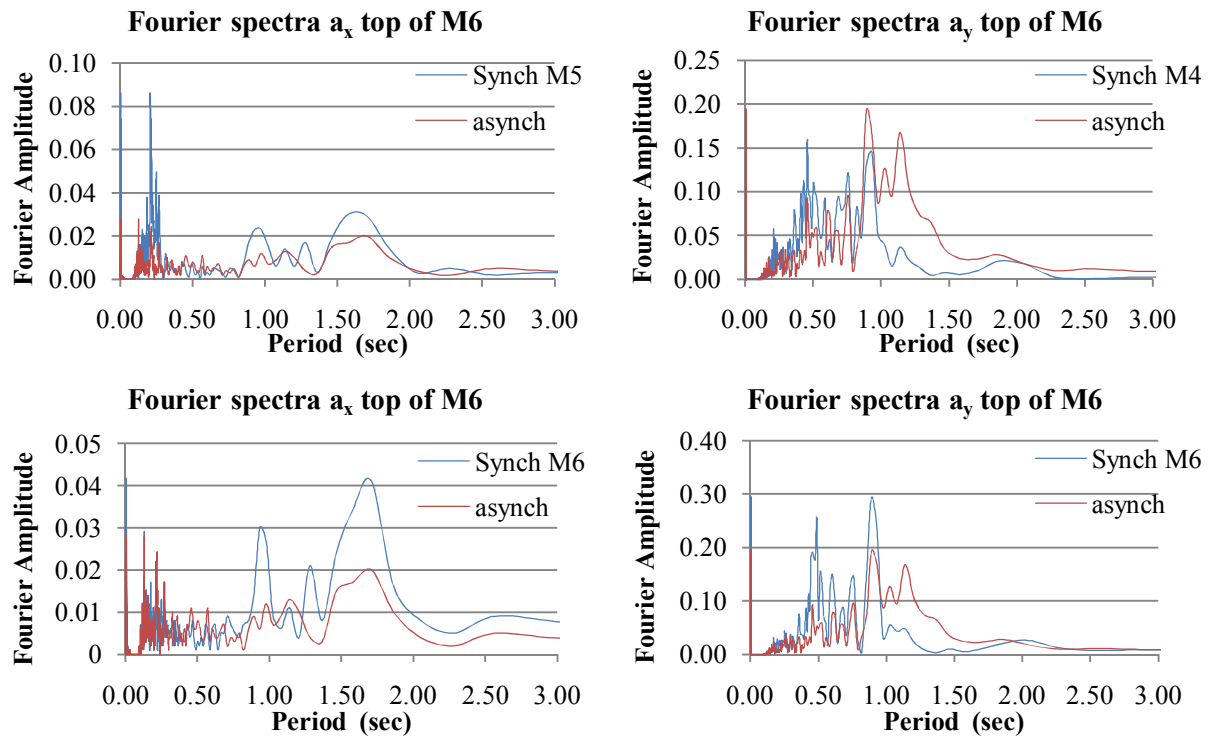 Fourier spectra ax top of M6
0.10
0.08
0.06
0.04
0.02
0.00
Fourier Amplitude
Synch M5
asynch
0.00 0.50 1.00 1.50 2.00 2.50 3.00
Period (sec)
Fourier spectra ay top of M6
0.25
0.20
0.15
0.10
0.05
0.00
Fourier Amplitude
Synch M4
asynch
0.00 0.50 1.00 1.50 2.00 2.50 3.00
Period (sec)
Fourier spectra ax top of M6
0.05
0.04
0.03
0.02
0.01
0
Fourier Amplitude
Synch M6
asynch
0.00 0.50 1.00 1.50 2.00 2.50 3.00
Period (sec)
Fourier spectra ay top of M6
0.40
0.30
0.20
0.10
0.00
Fourier Amplitude
Synch M6
asynch
0.00 0.50 1.00 1.50 2.00 2.50 3.00
Period (sec)